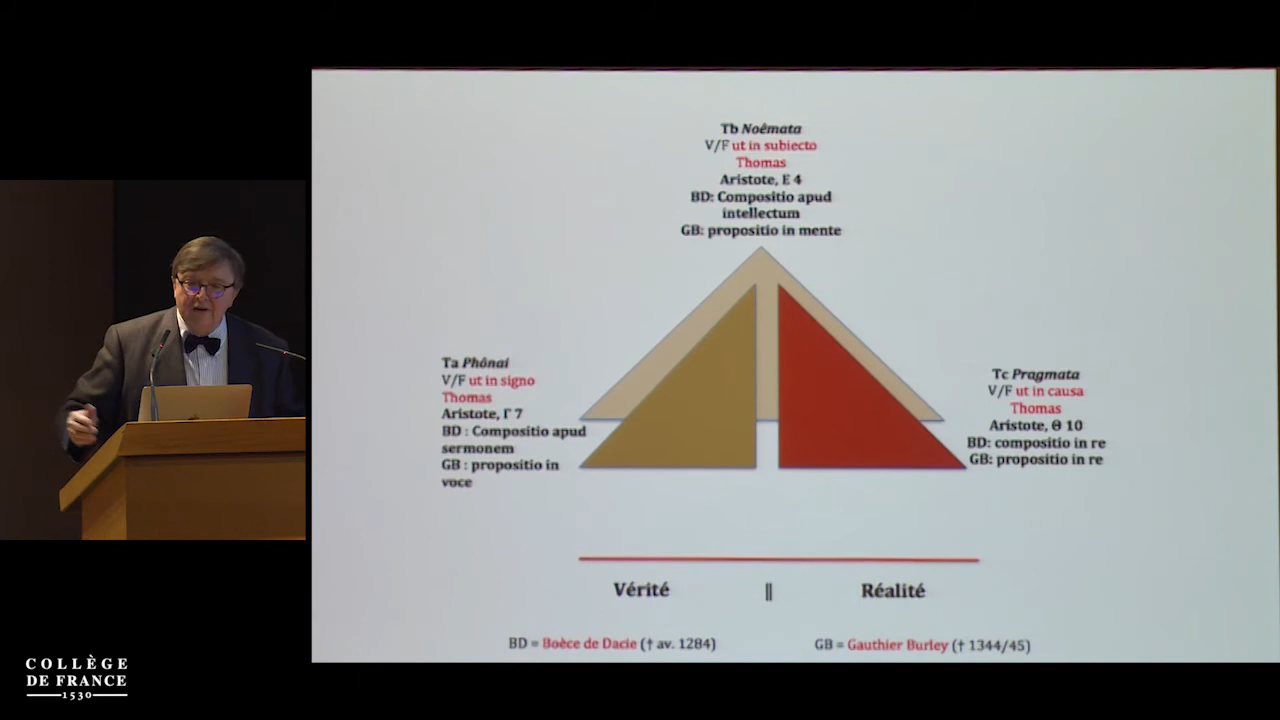 Tb Noêmata
V/F ut in subiecto
Thomas
Aristote, E 4
BD: Compositio apud
intellectum
GB: propositio in mente
Ta Phônai
V/F ut in signo
Thomas
Aristote, Γ 7
BD : Compositio apud
sermonem
GB : propositio in
voce
Tc Pragmata
V/F ut in causa
Thomas
Aristote, Θ 10
BD: compositio in re
GB: propositio in re
Vérité || Réalité
BD = Boèce de Dacie († av. 1284)
GB = Gauthier Burley († 1344/45)
COLLÈGE
DE FRANCE
1530